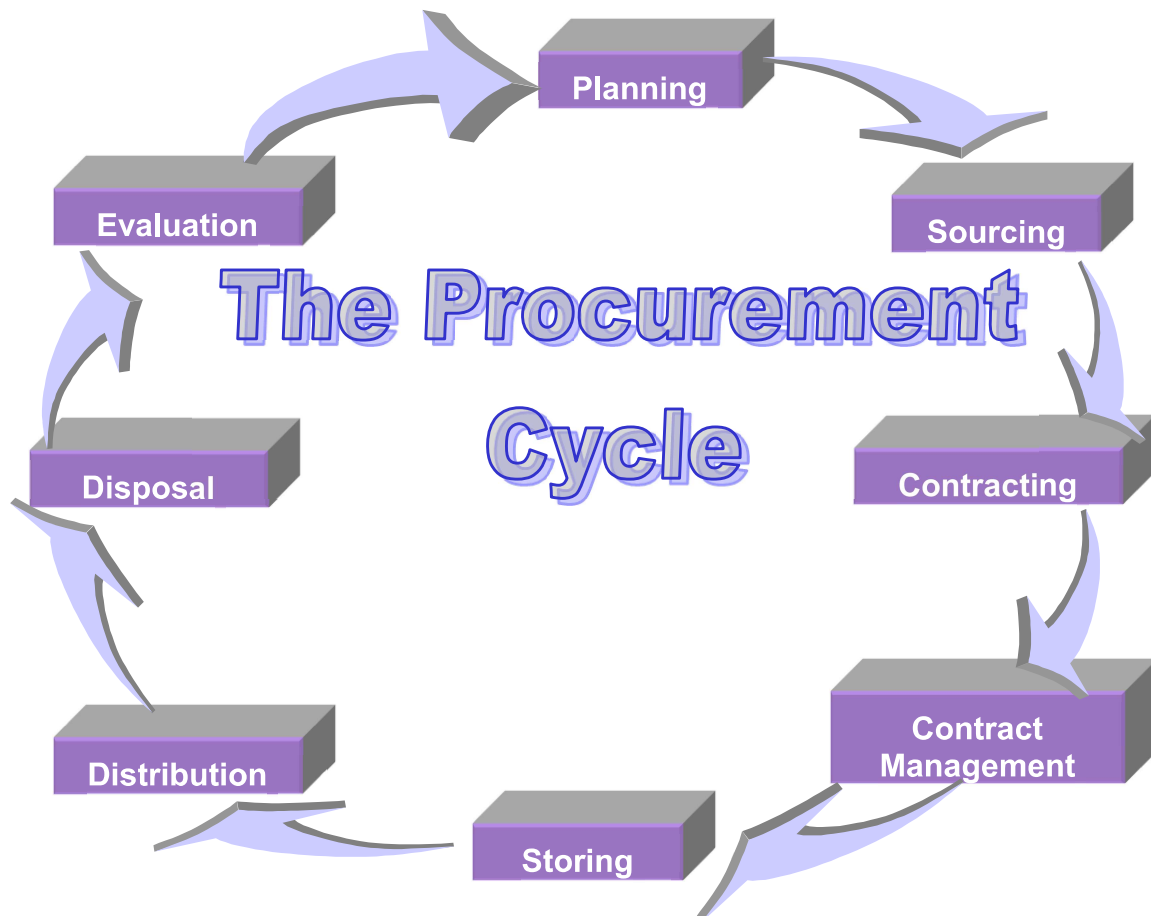 Planning
Sourcing
Evaluation
The Procurement
Cycle
Contracting
Disposal
Contract
Management
Distribution
Storing